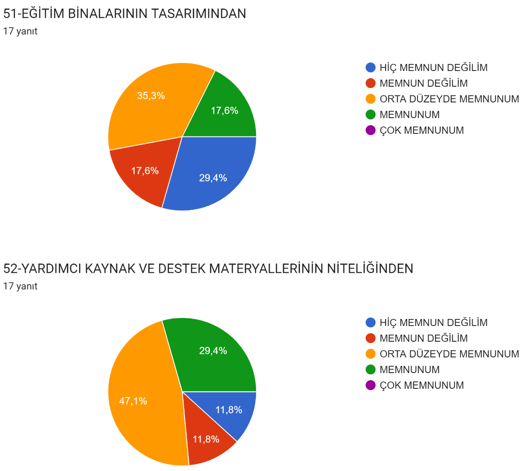 51-EĞİTİM BİNALARININ TASARIMINDAN
17 yanıt
HİÇ MEMNUN DEĞİLİM
MEMNUN DEĞİLİM
ORTA DÜZEYDE MEMNUNUM
MEMNUNUM
ÇOK MEMNUNUM
35,3%
17,6%
17,6%
29,4%
52-YARDIMCI KAYNAK VE DESTEK MATERYALLERİNİN NİTELİĞİNDEN
17 yanıt
HİÇ MEMNUN DEĞİLİM
MEMNUN DEĞİLİM
ORTA DÜZEYDE MEMNUNUM
MEMNUNUM
ÇOK MEMNUNUM
29,4%
47,1%
11,8%
11,8%